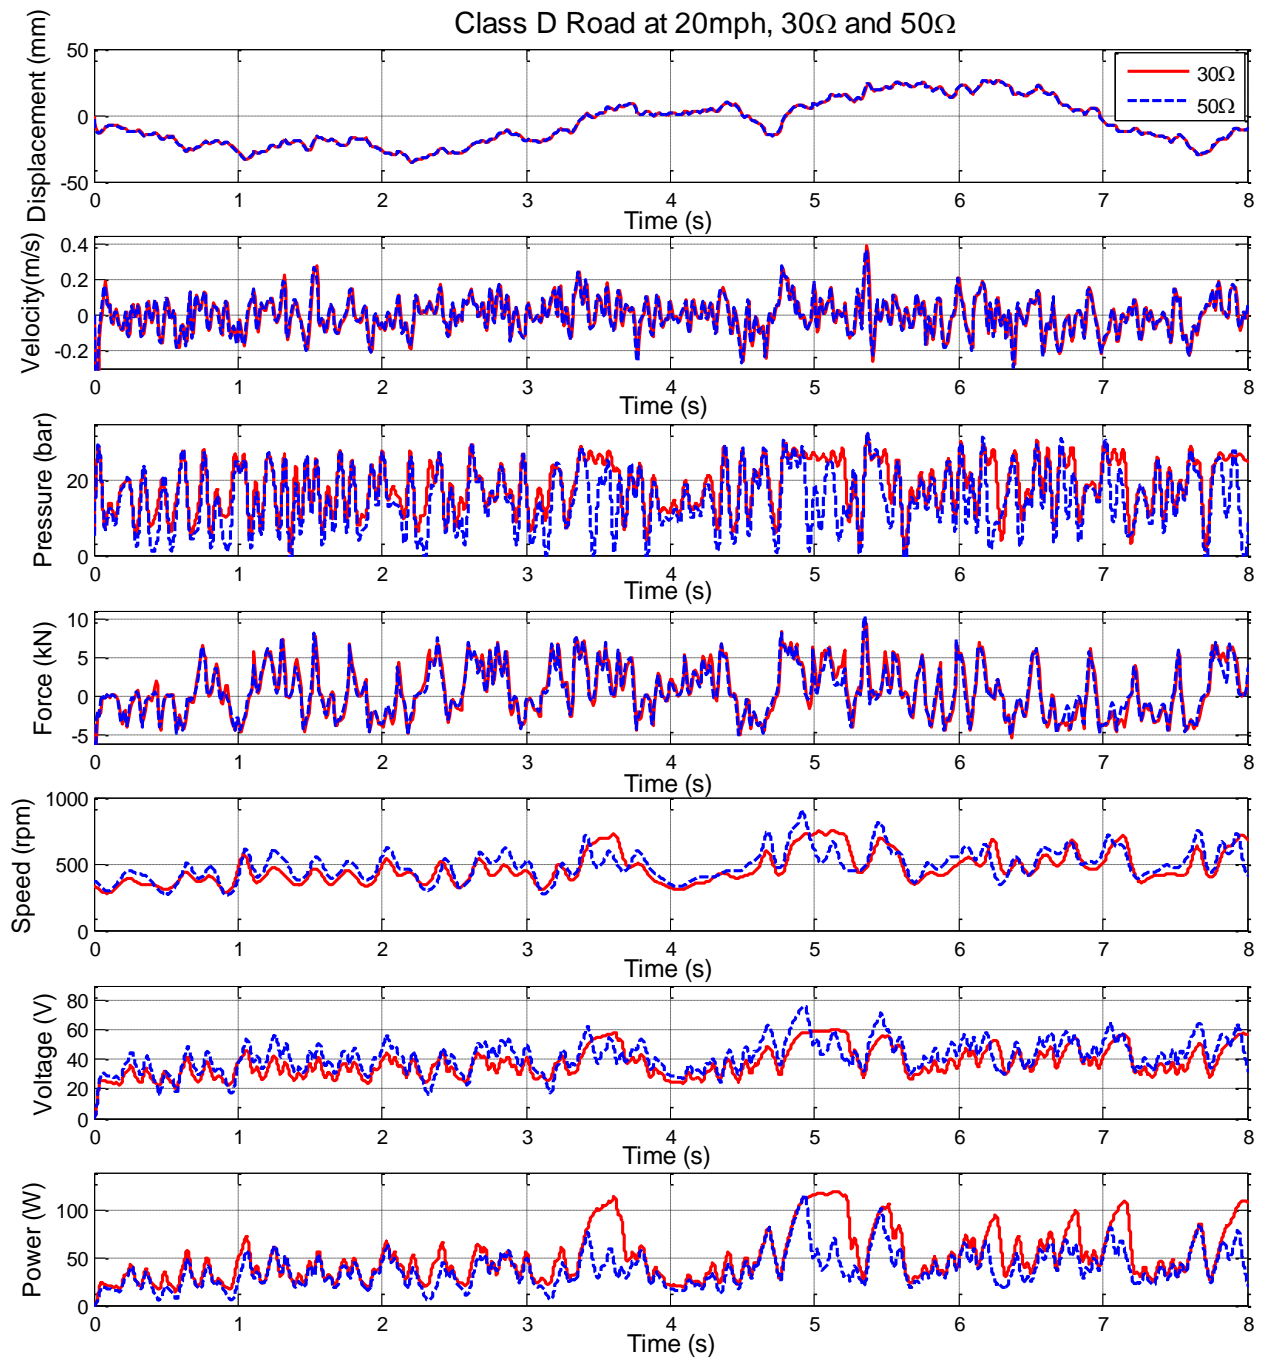 Class D Road at 20mph, 30Ω and 50Ω
Displacement (mm)
50
0
-50
30Ω
50Ω
0 1 2 3 4 5 6 7 8
Time (s)
Velocity(m/s)
0.4
0.2
0
-0.2
0 1 2 3 4 5 6 7 8
Time (s)
Pressure (bar)
20
0
0 1 2 3 4 5 6 7 8
Time (s)
Force (kN)
10
5
0
-5
0 1 2 3 4 5 6 7 8
Time (s)
Speed (rpm)
1000
500
0
0 1 2 3 4 5 6 7 8
Time (s)
Voltage (V)
80
60
40
20
0
0 1 2 3 4 5 6 7 8
Time (s)
Power (W)
100
50
0
0 1 2 3 4 5 6 7 8
Time (s)